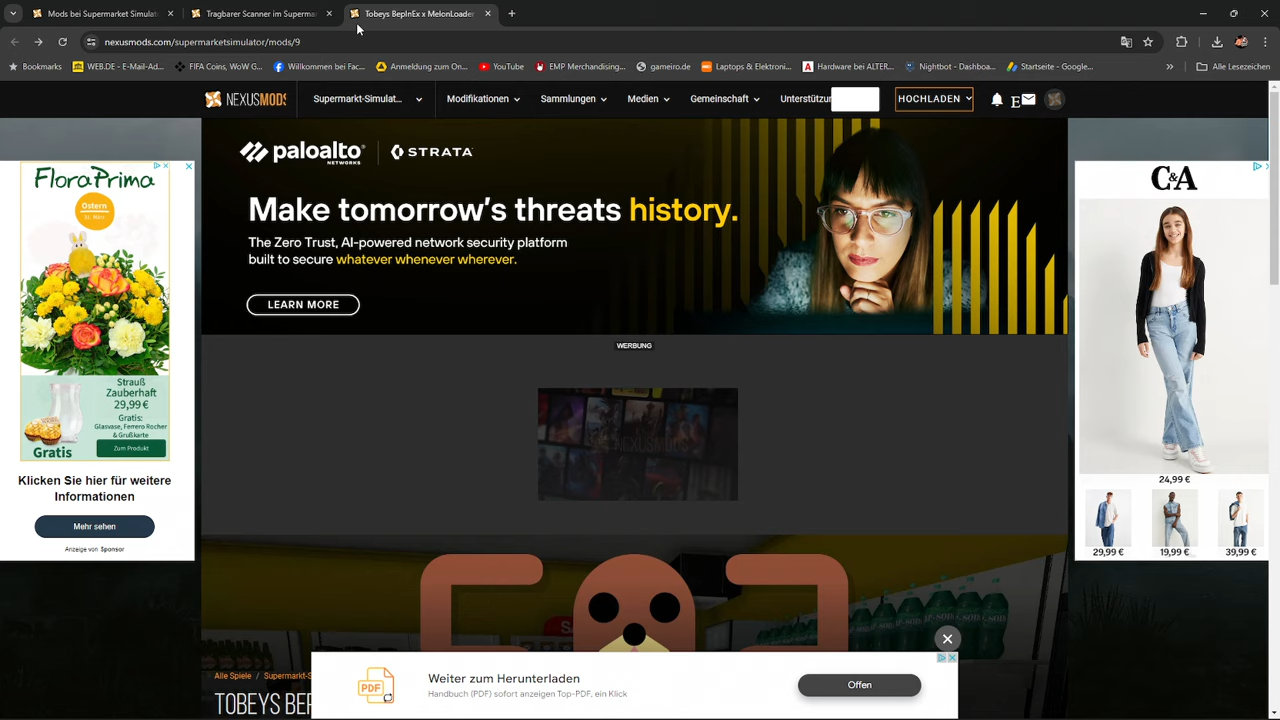 Mods bei Supermarket Simulat
Tragbarer Scanner im Superma
Tobeys BepInEx x MelonLoader
nexusmods.com/supermarketsimulator/mods/9
Bookmarks
WEB.DE - E-Mail-Ad...
FIFA Coins, WoW G...
Willkommen bei Fac...
Anmeldung zum On...
YouTube
EMP Merchandising...
gameiro.de
Laptops & Elektroni...
Hardware bei ALTER...
Nightbot - Dashboa...
Startseite - Google...
»
Alle Lesezeichen
NEXUSMODS
Supermarkt-Simulat...
Modifikationen
Sammlungen
Medien
Gemeinschaft
Unterstützu
HOCHLADEN
E
paloalto
NETWORKS
STRATA
Make tomorrow's threats history.
The Zero Trust, AI-powered network security platform
built to secure whatever whenever wherever.
LEARN MORE
FloraPrima
Ostern
31. März
Strauß
Zauberhaft
29,99 €
Gratis:
Glasvase, Ferrero Rocher
& Grußkarte
Gratis
Zum Produkt
Klicken Sie hier für weitere
Informationen
Mehr sehen
Anzeige von Sponsor
C&A
24,99 €
29,99 €
19,99 €
39,99 €
WERBUNG
NEXUSMODS
Alle Spiele / Supermarkt-S
TOBEYS BEP
PDF
Weiter zum Herunterladen
Handbuch (PDF) sofort anzeigen Top-PDF, ein Klick
Offen